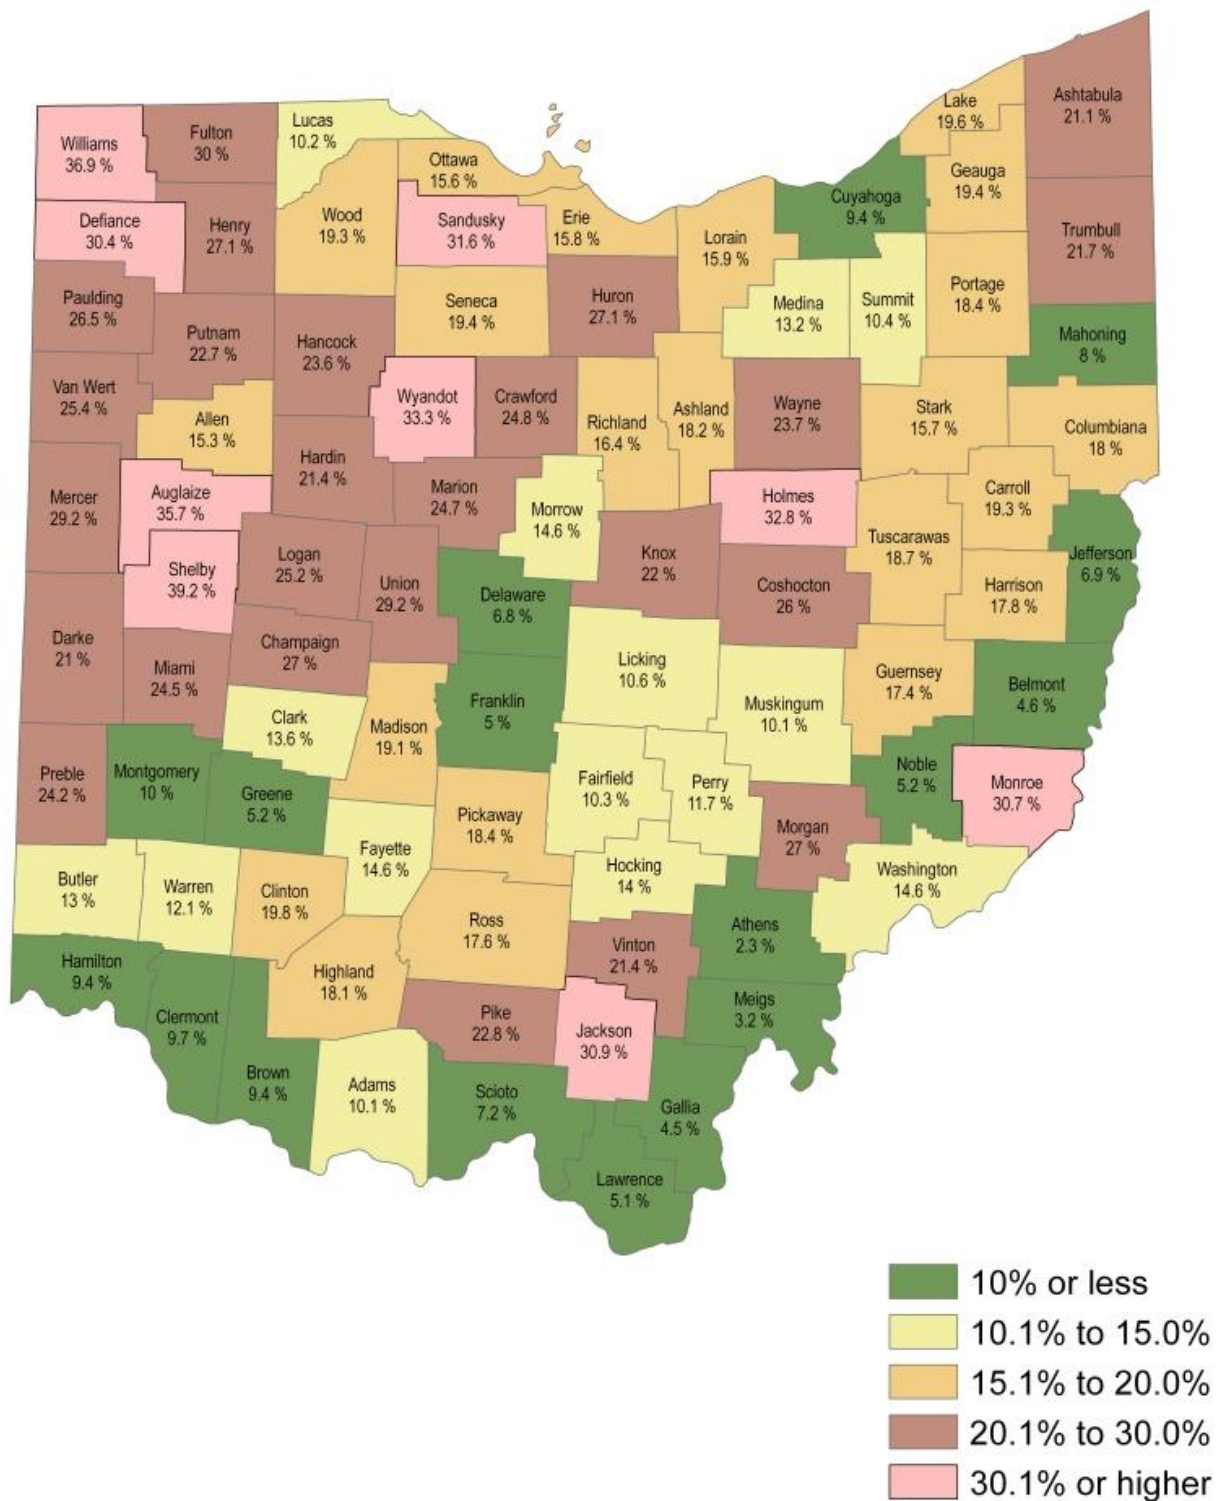 Lake
19.6 %
Ashtabula
21.1 %
Williams
36.9 %
Fulton
30 %
Lucas
10.2 %
Ottawa
15.6 %
Geauga
19.4 %
Cuyahoga
9.4 %
Defiance
30.4 %
Henry
27.1 %
Wood
19.3 %
Sandusky
31.6 %
Erie
15.8 %
Lorain
15.9 %
Trumbull
21.7 %
Paulding
26.5 %
Putnam
22.7 %
Hancock
23.6 %
Seneca
19.4 %
Huron
27.1 %
Medina
13.2 %
Summit
10.4 %
Portage
18.4 %
Mahoning
8 %
Van Wert
25.4 %
Allen
15.3 %
Wyandot
33.3 %
Crawford
24.8 %
Richland
16.4 %
Ashland
18.2 %
Wayne
23.7 %
Stark
15.7 %
Columbiana
18 %
Mercer
29.2 %
Auglaize
35.7 %
Hardin
21.4 %
Marion
24.7 %
Morrow
14.6 %
Holmes
32.8 %
Carroll
19.3 %
Tuscarawas
18.7 %
Jefferson
6.9 %
Shelby
39.2 %
Logan
25.2 %
Union
29.2 %
Delaware
6.8 %
Knox
22 %
Coshocton
26 %
Harrison
17.8 %
Darke
21 %
Miami
24.5 %
Champaign
27 %
Licking
10.6 %
Muskingum
10.1 %
Guernsey
17.4 %
Belmont
4.6 %
Clark
13.6 %
Madison
19.1 %
Franklin
5 %
Preble
24.2 %
Montgomery
10 %
Greene
5.2 %
Fairfield
10.3 %
Perry
11.7 %
Noble
5.2 %
Monroe
30.7 %
Pickaway
18.4 %
Morgan
27 %
Fayette
14.6 %
Hocking
14 %
Washington
14.6 %
Butler
13 %
Warren
12.1 %
Clinton
19.8 %
Ross
17.6 %
Vinton
21.4 %
Athens
2.3 %
Hamilton
9.4 %
Highland
18.1 %
Clermont
9.7 %
Pike
22.8 %
Jackson
30.9 %
Meigs
3.2 %
Brown
9.4 %
Adams
10.1 %
Scioto
7.2 %
Gallia
4.5 %
Lawrence
5.1 %
10% or less
10.1% to 15.0%
15.1% to 20.0%
20.1% to 30.0%
30.1% or higher